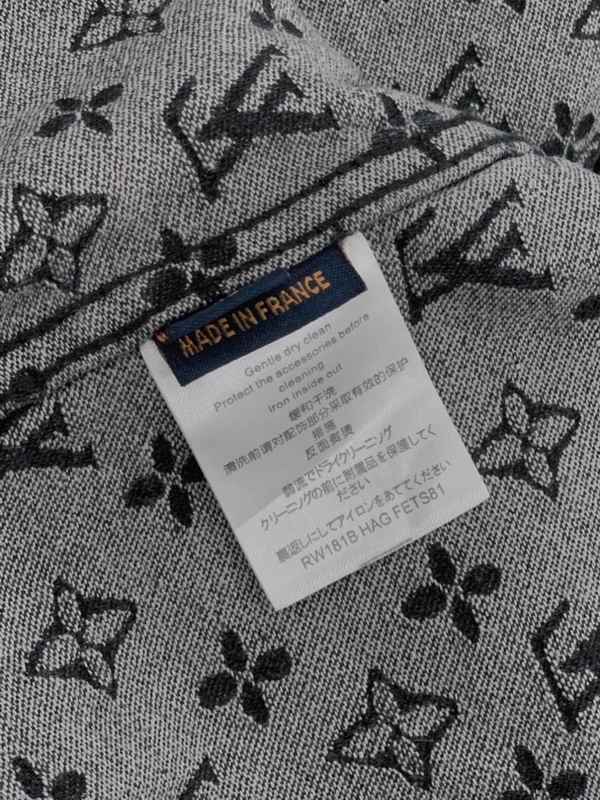 MADE IN FRANCE
Gentle dry clean
Protect the accessories before
cleaning
Iron inside out
缓和干洗
清洗前请对配饰部分采取有效的保护
措施
反面熨烫
弱流でドライクリーニング
クリーニングの前に附属品を保護してく
ださい
裏返しにしてアイロンをあててください
RW181B HAG FETS81